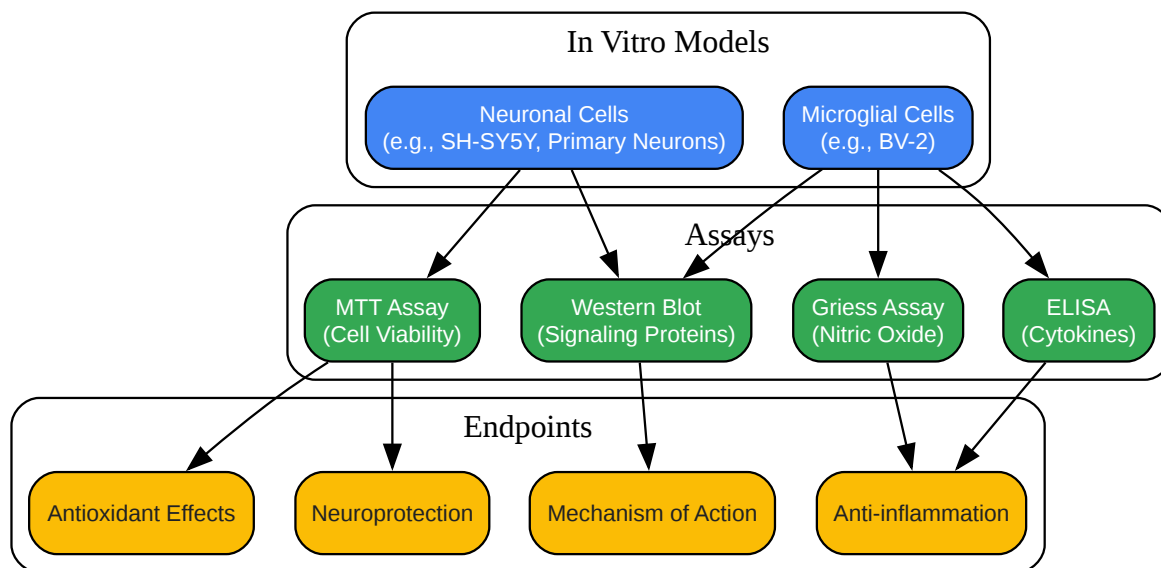 In Vitro Models
Neuronal Cells
(e.g., SH-SY5Y, Primary Neurons)
Microglial Cells
(e.g., BV-2)
Assays
MTT Assay
(Cell Viability)
Western Blot
(Signaling Proteins)
Griess Assay
(Nitric Oxide)
ELISA
(Cytokines)
Endpoints
Antioxidant Effects
Neuroprotection
Mechanism of Action
Anti-inflammation